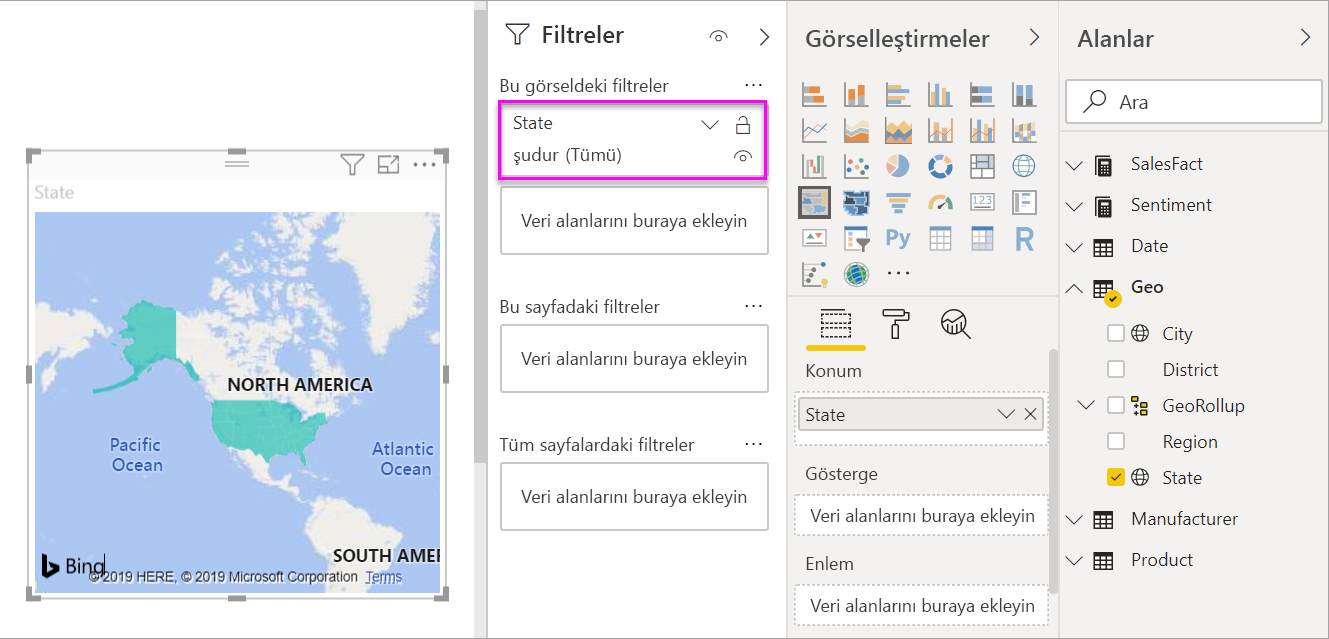 State
NORTH AMERICA
Pacific
Ocean
Atlantic
Ocean
SOUTH AMER
Bing
© 2019 HERE, © 2019 Microsoft Corporation Terms
Filtreler
Bu görseldeki filtreler
State
şudur (Tümü)
Veri alanlarını buraya ekleyin
Bu sayfadaki filtreler
Veri alanlarını buraya ekleyin
Tüm sayfalardaki filtreler
Veri alanlarını buraya ekleyin
Görselleştirmeler
123
Py
R
Konum
State
Gösterge
Veri alanlarını buraya ekleyin
Enlem
Veri alanlarını buraya ekleyin
Alanlar
Ara
SalesFact
Sentiment
Date
Geo
City
District
GeoRollup
Region
State
Manufacturer
Product